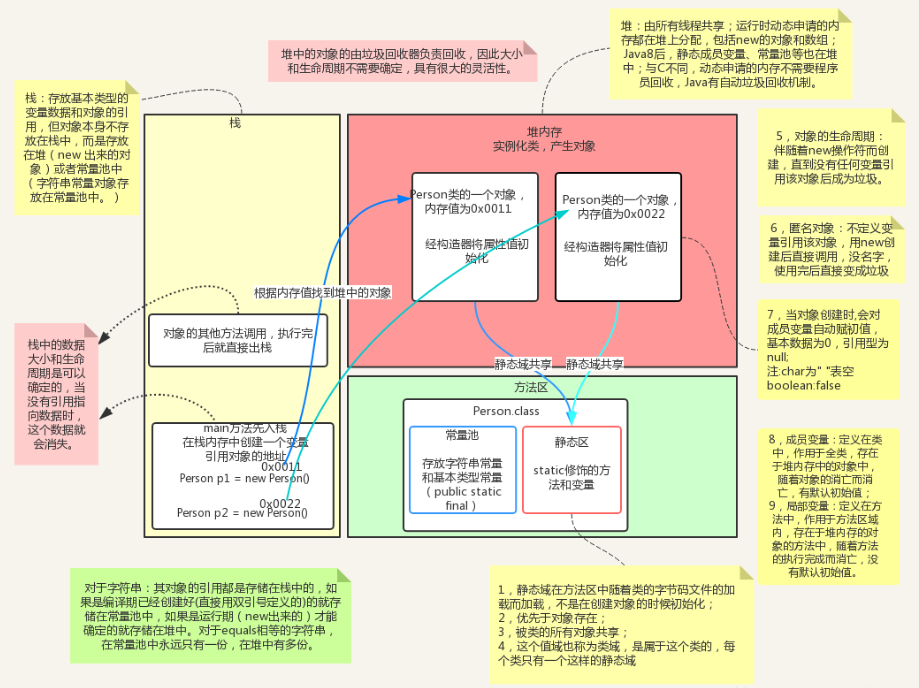 堆：由所有线程共享；运行时动态申请的内
存都在堆上分配，包括new的对象和数组；
Java8后，静态成员变量、常量池等也在堆
中；与C不同，动态申请的内存不需要程序
员回收，Java有自动垃圾回收机制。
堆中的对象的由垃圾回收器负责回收，因此大小
和生命周期不需要确定，具有很大的灵活性。
栈：存放基本类型的
变量数据和对象的引
用，但对象本身不存
放在栈中，而是存放
在堆（new 出来的对
象）或者常量池中
（字符串常量对象存
放在常量池中。）
栈
堆内存
实例化类，产生对象
Person类的一个对象，
内存值为0x0011
经构造器将属性值初
始化
Person类的一个对象，
内存值为0x0022
经构造器将属性值初
始化
5，对象的生命周期：
伴随着new操作符而创
建，直到没有任何变量引
用该对象后成为垃圾。
6，匿名对象：不定义变
量引用该对象，用new创
建后直接调用，没名字，
使用完后直接变成垃圾
根据内存值找到堆中的对象
7，当对象创建时,会对
成员变量自动赋初值，
基本数据为0，引用型为
null;
注:char为" "表空
boolean:false
对象的其他方法调用，执行完
后就直接出栈
栈中的数据
大小和生命
周期是可以
确定的，当
没有引用指
向数据时，
这个数据就
会消失。
静态域共享
静态域共享
方法区
Person.class
常量池
存放字符串常量
和基本类型常量
（public static
final ）
静态区
static修饰的方
法和变量
main方法先入栈
在栈内存中创建一个变量
引用对象的地址
0x0011
Person p1 = new Person()
0x0022
Person p2 = new Person()
8，成员变量：定义在类
中，作用于全类，存在
于堆内存中的对象中，
随着对象的消亡而消
亡，有默认初始值；
9，局部变量：定义在方
法中，作用于方法区域
内，存在于堆内存的对
象的方法中，随着方法
的执行完成而消亡，没
有默认初始值。
对于字符串：其对象的引用都是存储在栈中的，如
果是编译期已经创建好(直接用双引号定义的)的就存
储在常量池中，如果是运行期（new出来的）才能
确定的就存储在堆中。对于equals相等的字符串，
在常量池中永远只有一份，在堆中有多份。
1，静态域在方法区中随着类的字节码文件的加
载而加载，不是在创建对象的时候初始化；
2，优先于对象存在；
3，被类的所有对象共享；
4，这个值域也称为类域，是属于这个类的，每
个类只有一个这样的静态域